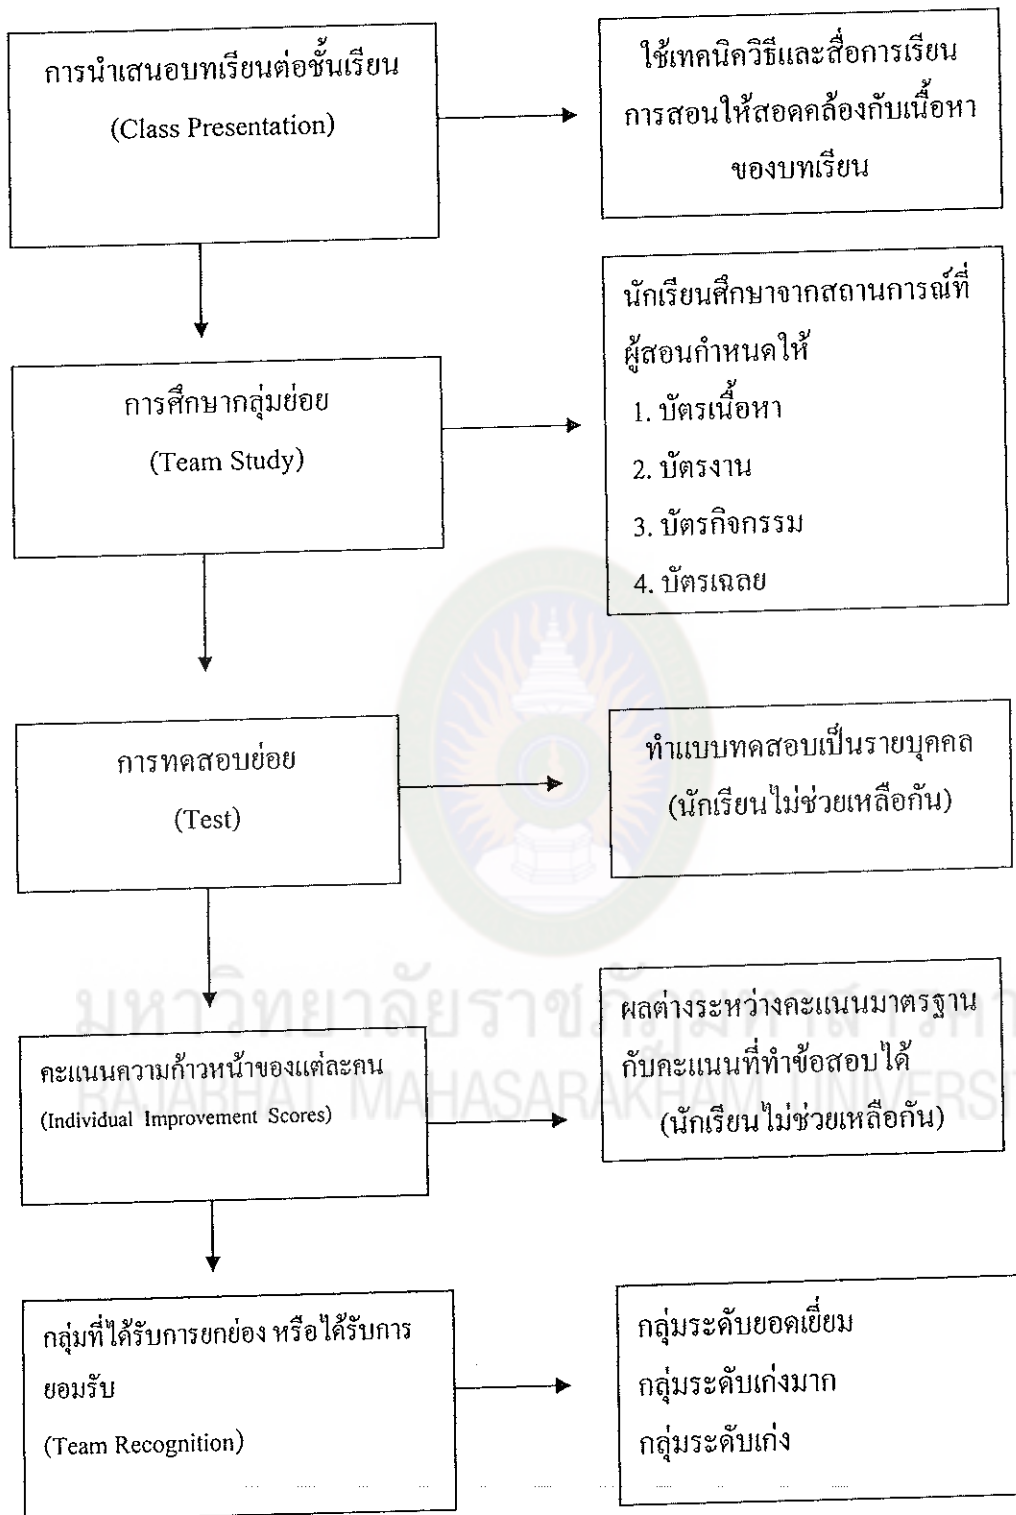 การนำเสนอบทเรียนต่อชั้นเรียน
(Class Presentation)
ใช้เทคนิควิธีและสื่อการเรียน
การสอนให้สอดคล้องกับเนื้อหา
ของบทเรียน
การศึกษากลุ่มย่อย
(Team Study)
นักเรียนศึกษาจากสถานการณ์ที่
ผู้สอนกำหนดให้
1. บัตรเนื้อหา
2. บัตรงาน
3. บัตรกิจกรรม
4. บัตรเฉลย
การทดสอบย่อย
(Test)
ทำแบบทดสอบเป็นรายบุคคล
(นักเรียนไม่ช่วยเหลือกัน)
คะแนนความก้าวหน้าของแต่ละคน
(Individual Improvement Scores)
ผลต่างระหว่างคะแนนมาตรฐาน
กับคะแนนที่ทำข้อสอบได้
(นักเรียนไม่ช่วยเหลือกัน)
มหาวิทยาลัยราชภัฏมหาสารคา
RAJABHAT MAHASARAKHAM UNIVERSIT
กลุ่มที่ได้รับการยกย่อง หรือได้รับการ
ยอมรับ
(Team Recognition)
กลุ่มระดับยอดเยี่ยม
กลุ่มระดับเก่งมาก
กลุ่มระดับเก่ง